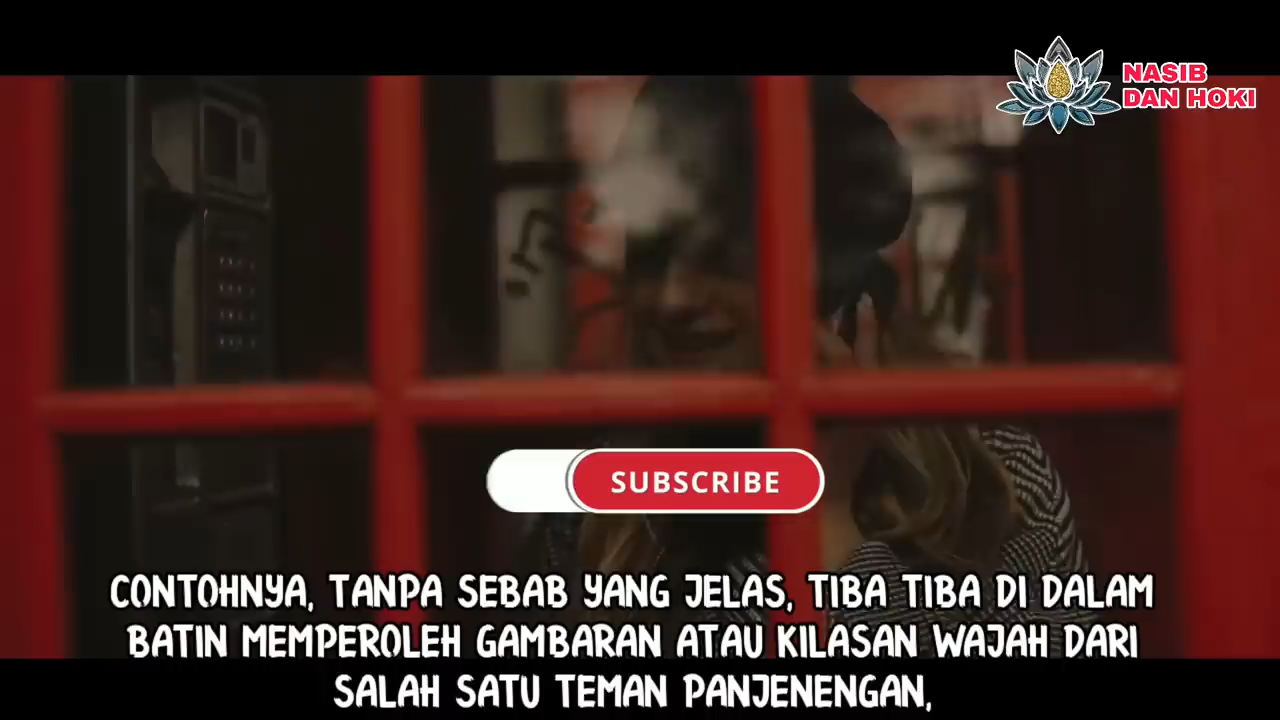 NASIB
DAN HOKI
SUBSCRIBE
CONTOHNYA, TANPA SEBAB YANG JELAS, TIBA TIBA DI DALAM
BATIN MEMPEROLEH GAMBARAN ATAU KILASAN WAJAH DARI
SALAH SATU TEMAN PANJENENGAN,